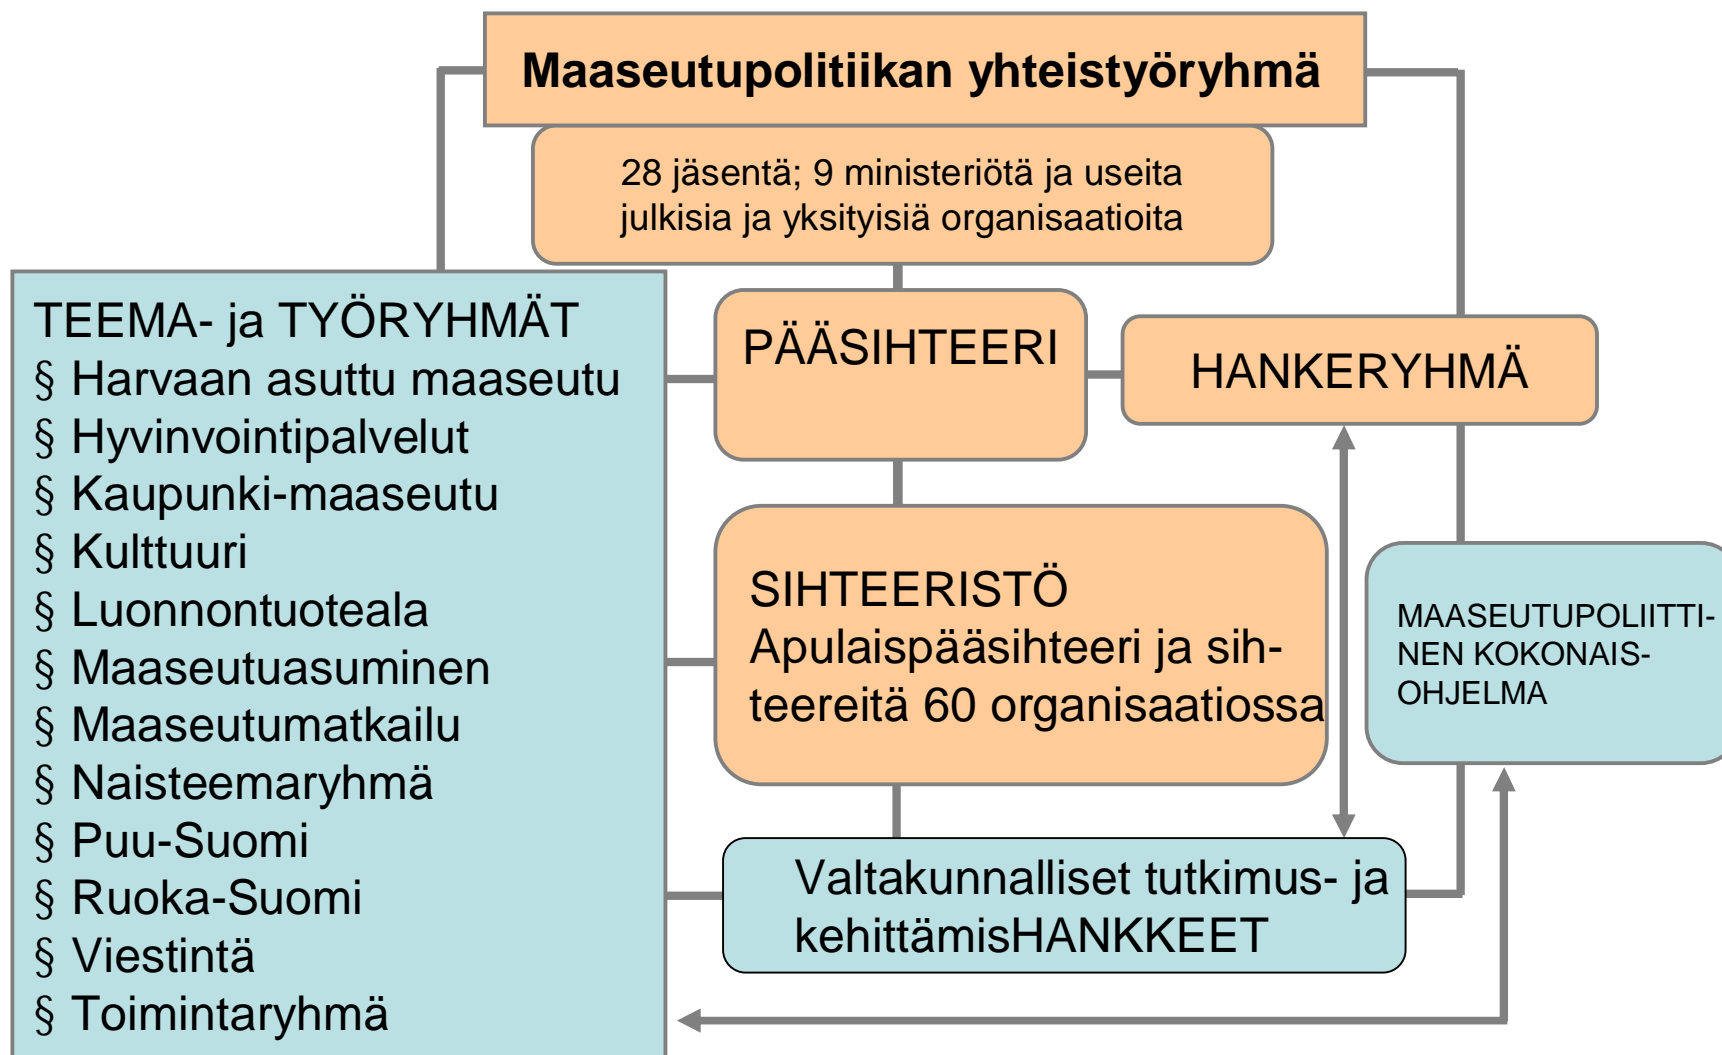 Maaseutupolitiikan yhteistyöryhmä
28 jäsentä; 9 ministeriötä ja useita
julkisia ja yksityisiä organisaatioita
TEEMA- ja TYÖRYHMÄT
§ Harvaan asuttu maaseutu
§ Hyvinvointipalvelut
§ Kaupunki-maaseutu
§ Kulttuuri
§ Luonnontuoteala
§ Maaseutuasuminen
§ Maaseutumatkailu
§ Naisteemaryhmä
§ Puu-Suomi
§ Ruoka-Suomi
§ Viestintä
§ Toimintaryhmä
PÄÄSIHTEERI
HANKERYHMÄ
SIHTEERISTÖ
Apulaispääsihteeri ja sih-
teereitä 60 organisaatiossa
MAASEUTUPOLIITTI-
NEN KOKONAIS-
OHJELMA
Valtakunnalliset tutkimus- ja
kehittämisHANKKEET